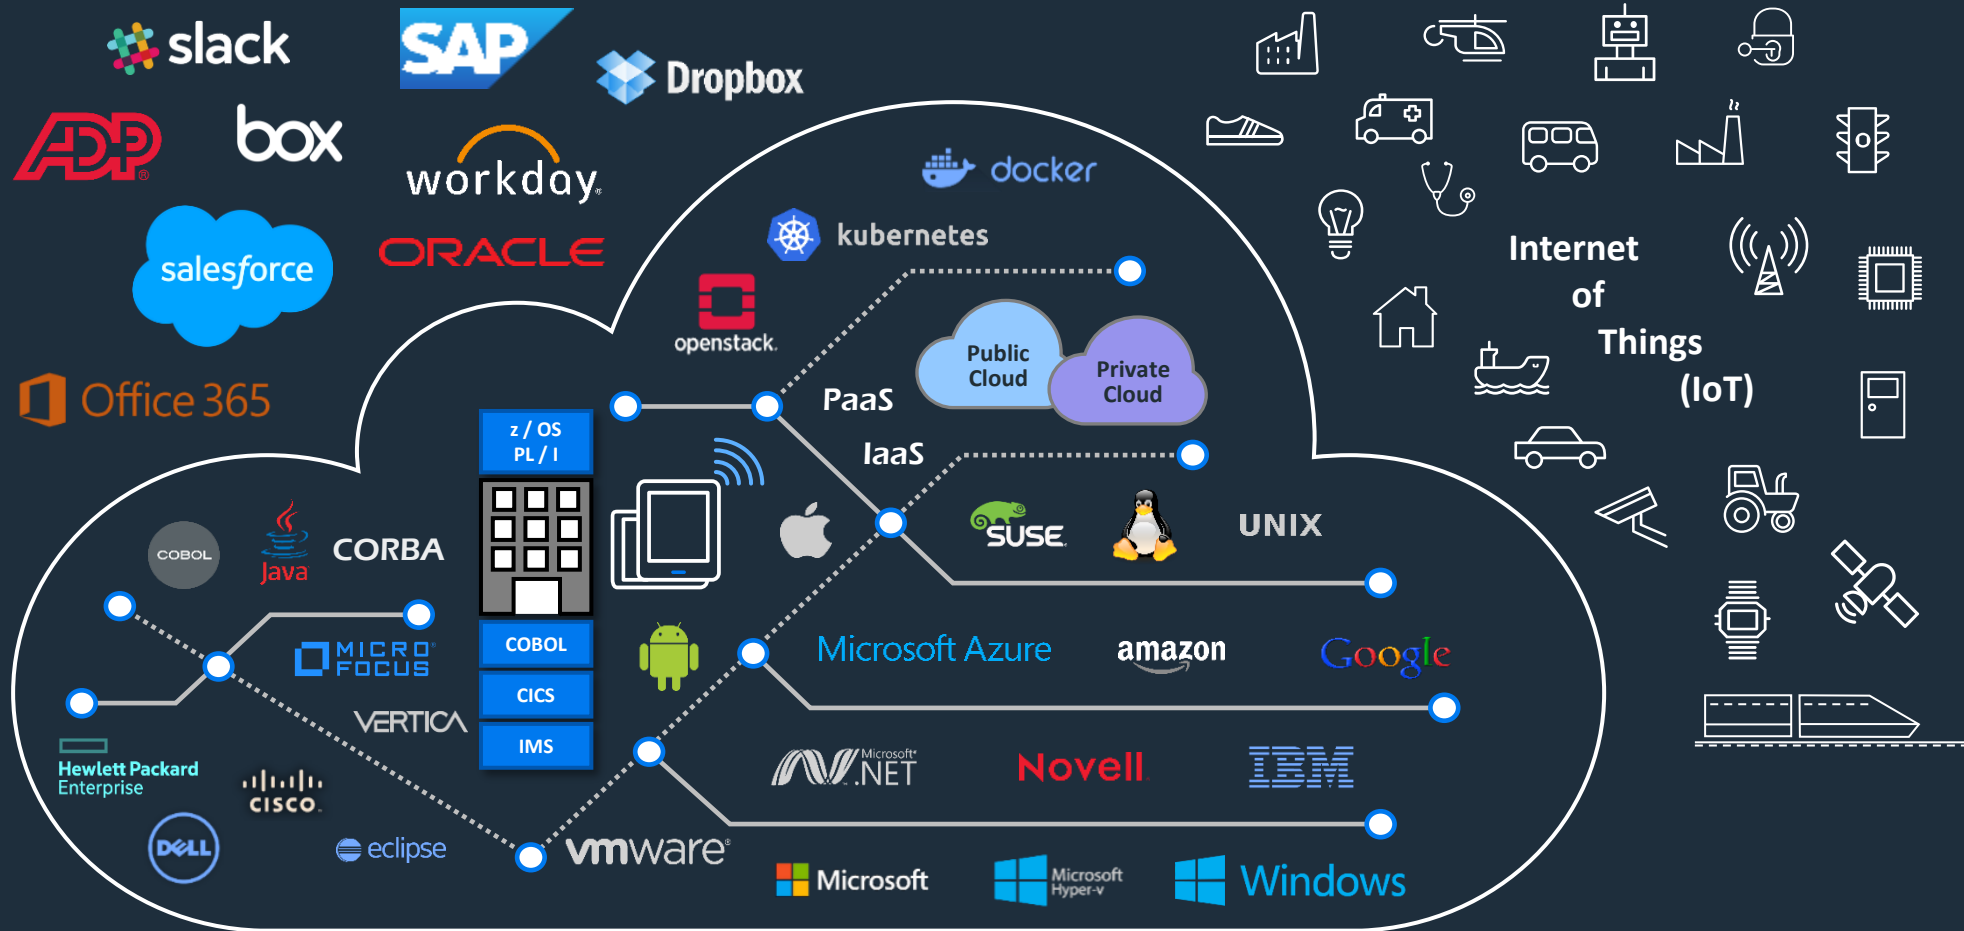 slack
SAP
Dropbox
ADP®
box
workday®
docker
salesforce
ORACLE
kubernetes
openstack.
Office 365
Internet
of
Things
(IoT)
Public
Cloud
Private
Cloud
PaaS
IaaS
z / OS
PL / I
COBOL
Java
CORBA
SUSE.
UNIX
MICRO
FOCUS
COBOL
CICS
IMS
Microsoft Azure
amazon
Google
VERTICA
Hewlett Packard
Enterprise
CISCO.
Microsoft®
.NET
Novell.
IBM
DELL
eclipse
vmware®
Microsoft
Microsoft
Hyper-v
Windows